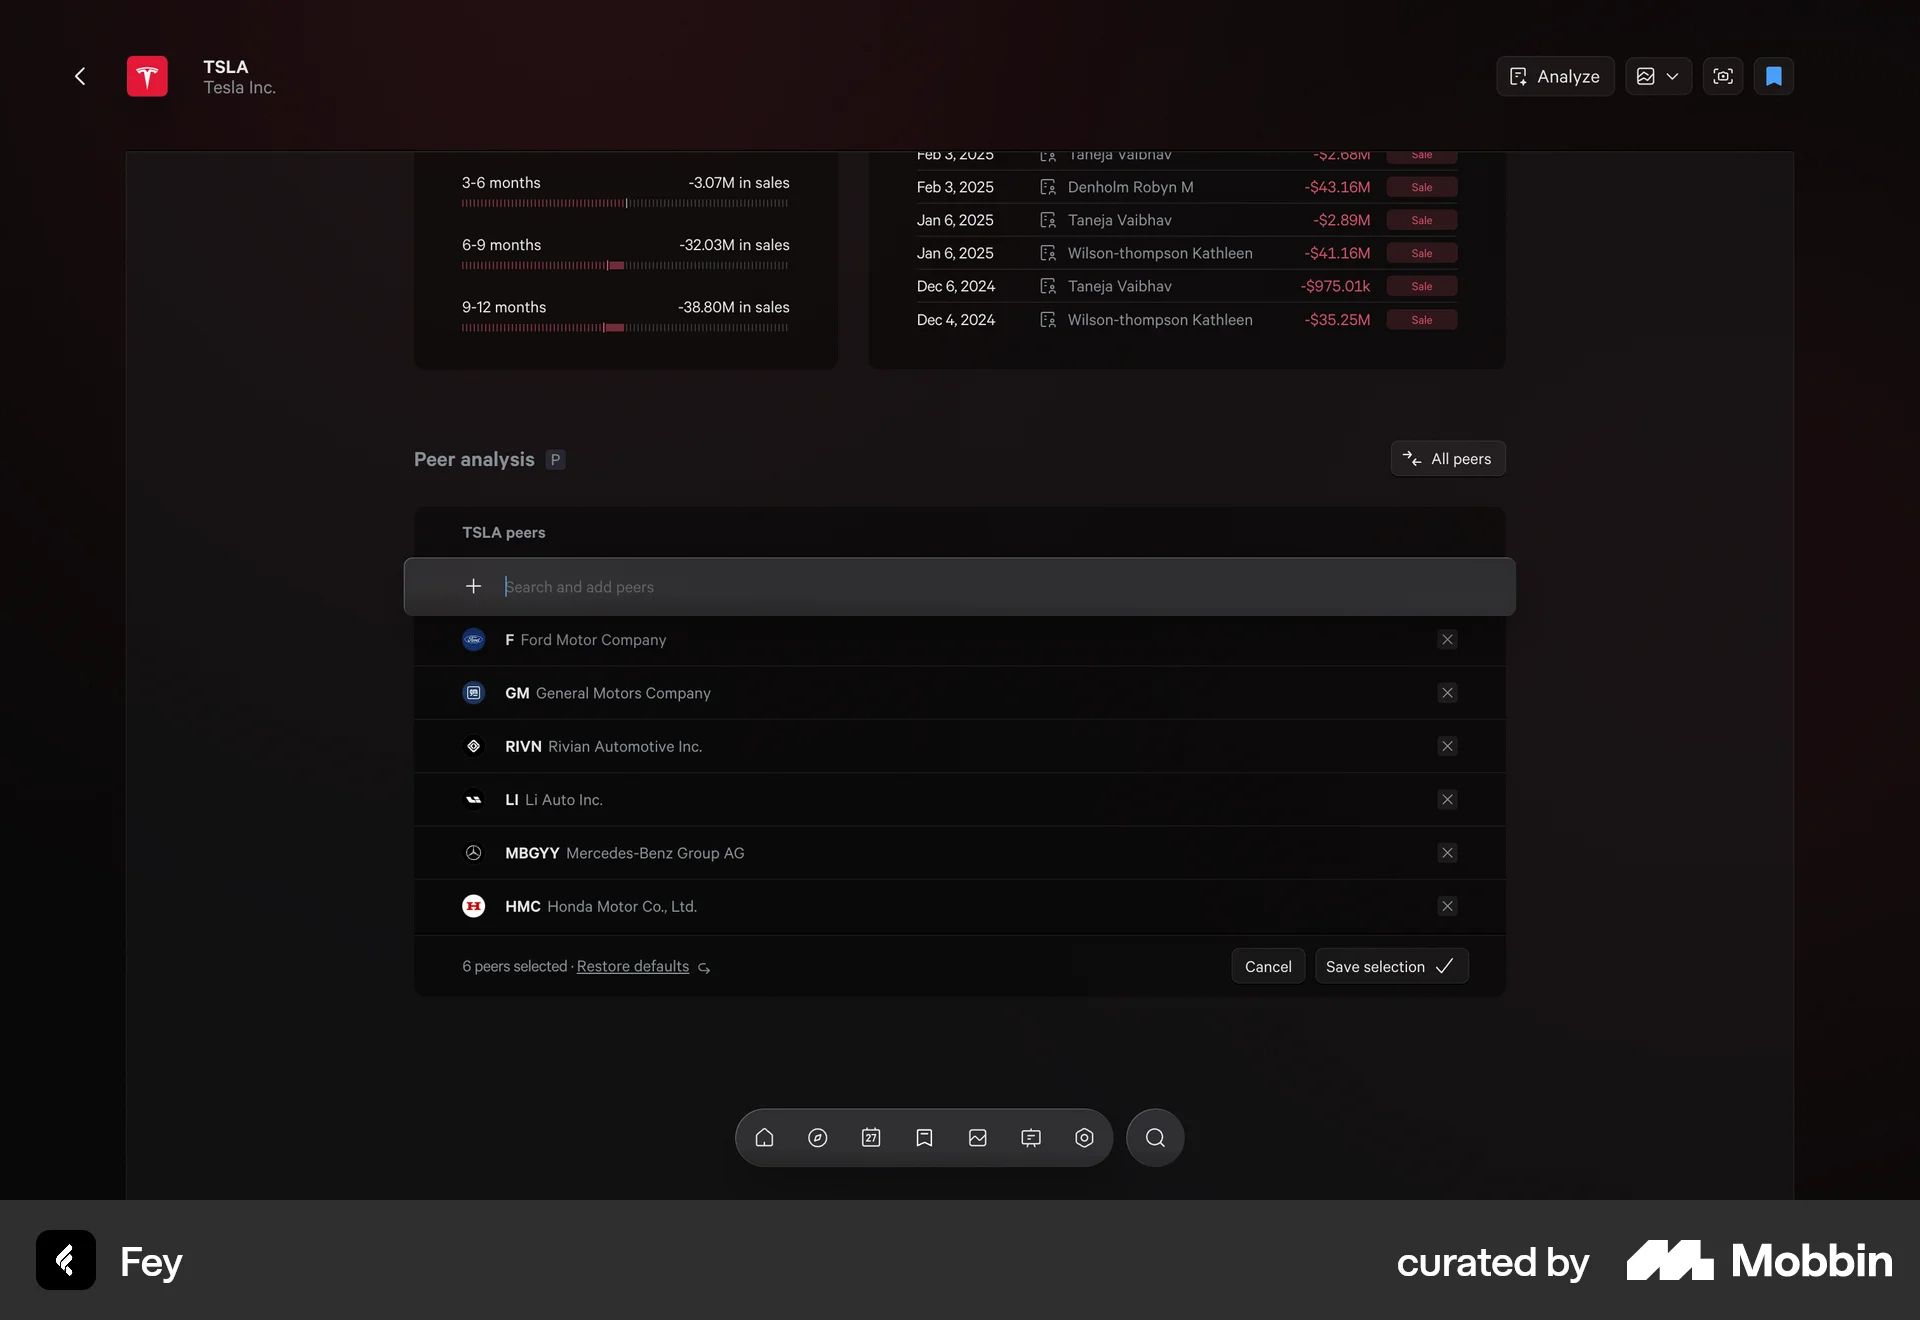 TSLA
Tesla Inc.
Analyze
3-6 months -3.07M in sales
6-9 months -32.03M in sales
9-12 months -38.80M in sales
Feb 3, 2025 Taneja Vaibhav -$2.68M Sale
Feb 3, 2025 Denholm Robyn M -$43.16M Sale
Jan 6, 2025 Taneja Vaibhav -$2.89M Sale
Jan 6, 2025 Wilson-thompson Kathleen -$41.16M Sale
Dec 6, 2024 Taneja Vaibhav -$975.01k Sale
Dec 4, 2024 Wilson-thompson Kathleen -$35.25M Sale
Peer analysis P
All peers
TSLA peers
Search and add peers
Ford F Ford Motor Company
GM GM General Motors Company
RIVN Rivian Automotive Inc.
LI Li Auto Inc.
MBGYY Mercedes-Benz Group AG
HMC Honda Motor Co., Ltd.
6 peers selected · Restore defaults
Cancel
Save selection
27
Fey
curated by Mobbin